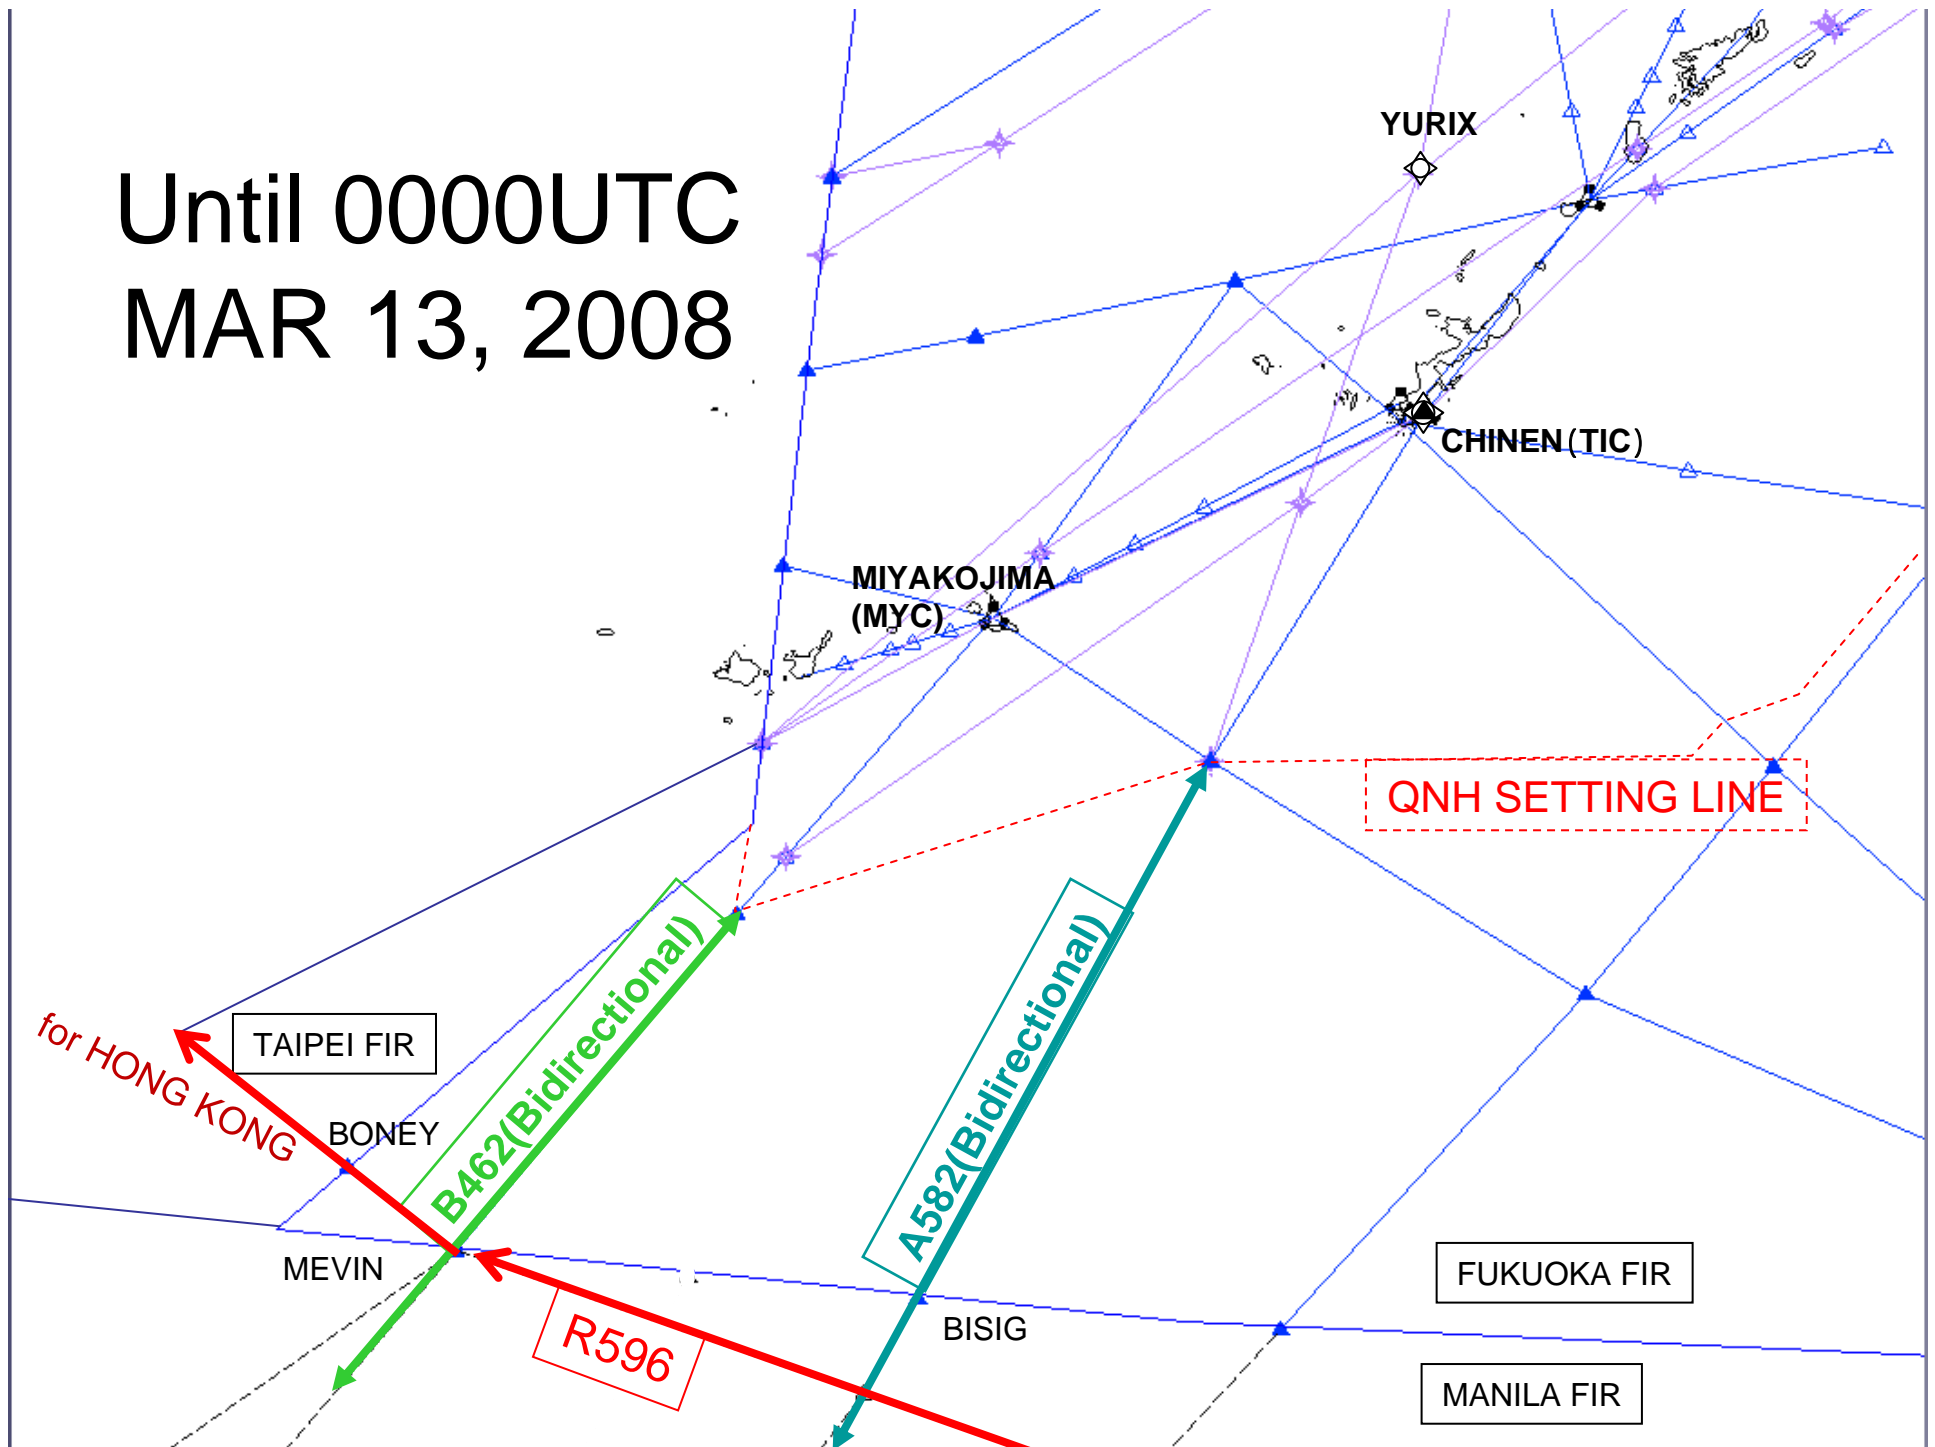 Until 0000UTC
MAR 13, 2008
YURIX
CHINEN(TIC)
MIYAKOJIMA
(MYC)
QNH SETTING LINE
for HONG KONG
TAIPEI FIR
BONEY
B462(Bidirectional)
A582(Bidirectional)
MEVIN
R596
BISIG
FUKUOKA FIR
MANILA FIR